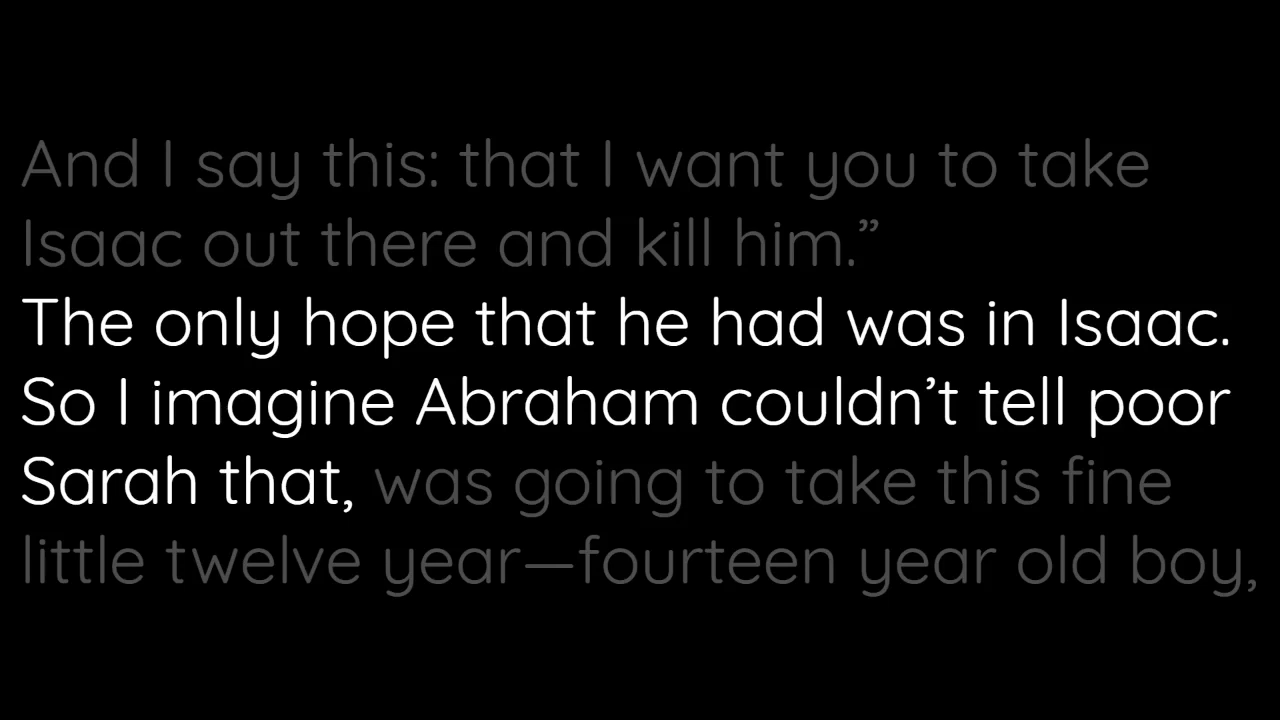 And I say this: that I want you to take
Isaac out there and kill him.”
The only hope that he had was in Isaac.
So I imagine Abraham couldn’t tell poor
Sarah that, was going to take this fine
little twelve year—fourteen year old boy,